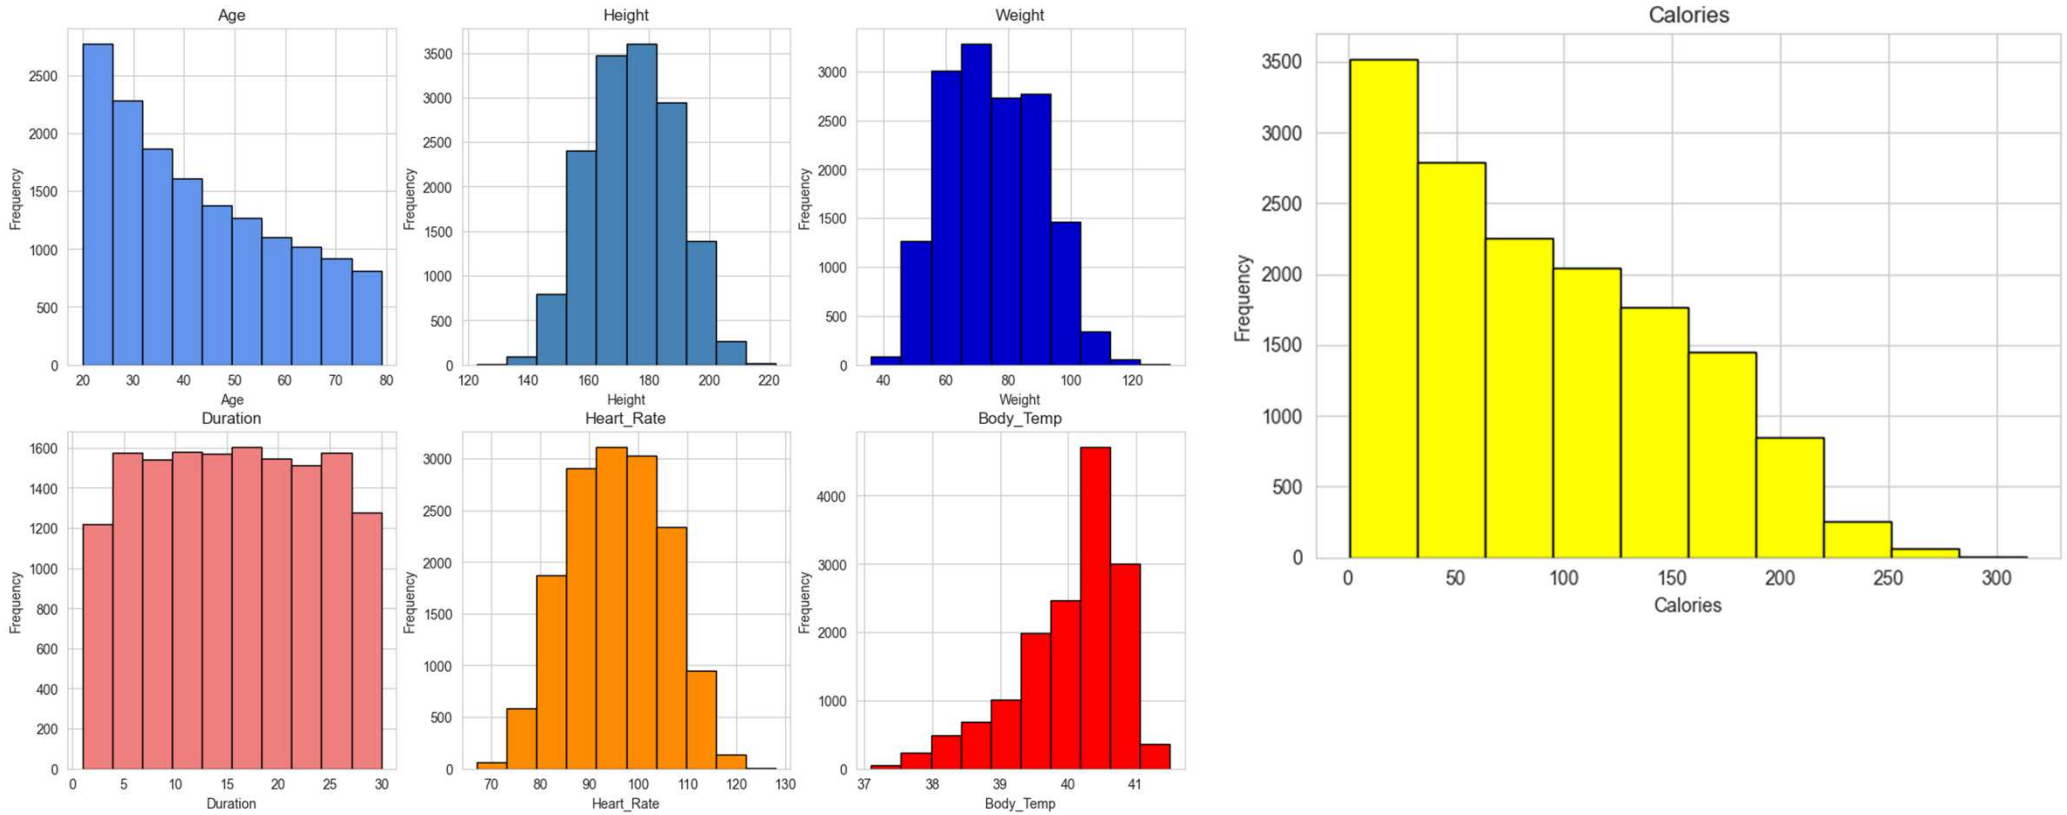 Age
2500
2000
1500
1000
500
0
Frequency
20 30 40 50 60 70 80
Age
Height
3500
3000
2500
2000
1500
1000
500
0
Frequency
120 140 160 180 200 220
Height
Weight
3000
2500
2000
1500
1000
500
0
Frequency
40 60 80 100 120
Weight
Duration
1600
1400
1200
1000
800
600
400
200
0
Frequency
0 5 10 15 20 25 30
Duration
Heart_Rate
3000
2500
2000
1500
1000
500
0
Frequency
70 80 90 100 110 120 130
Heart_Rate
Body_Temp
4000
3000
2000
1000
0
Frequency
37 38 39 40 41
Body_Temp
Calories
3500
3000
2500
2000
1500
1000
500
0
Frequency
0 50 100 150 200 250 300
Calories